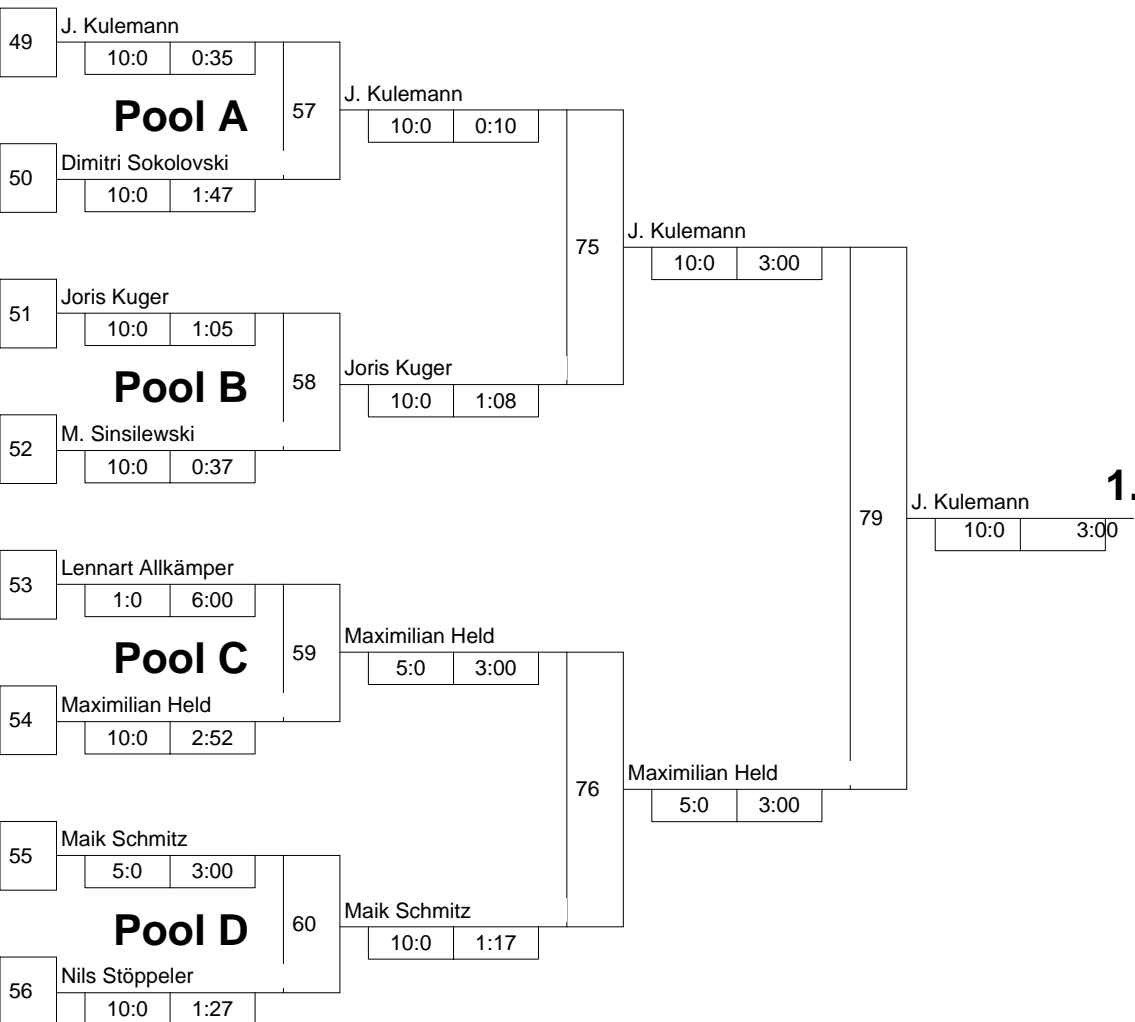 49
J. Kulemann
10:0 0:35
Pool A
57
J. Kulemann
10:0 0:10
50
Dimitri Sokolovski
10:0 1:47
75
J. Kulemann
10:0 3:00
51
Joris Kuger
10:0 1:05
Pool B
58
Joris Kuger
10:0 1:08
52
M. Sinsilewski
10:0 0:37
79
J. Kulemann
1.
10:0 3:00
53
Lennart Allkämper
1:0 6:00
Pool C
59
Maximilian Held
5:0 3:00
54
Maximilian Held
10:0 2:52
76
Maximilian Held
5:0 3:00
55
Maik Schmitz
5:0 3:00
Pool D
60
Maik Schmitz
10:0 1:17
56
Nils Stöppeler
10:0 1:27